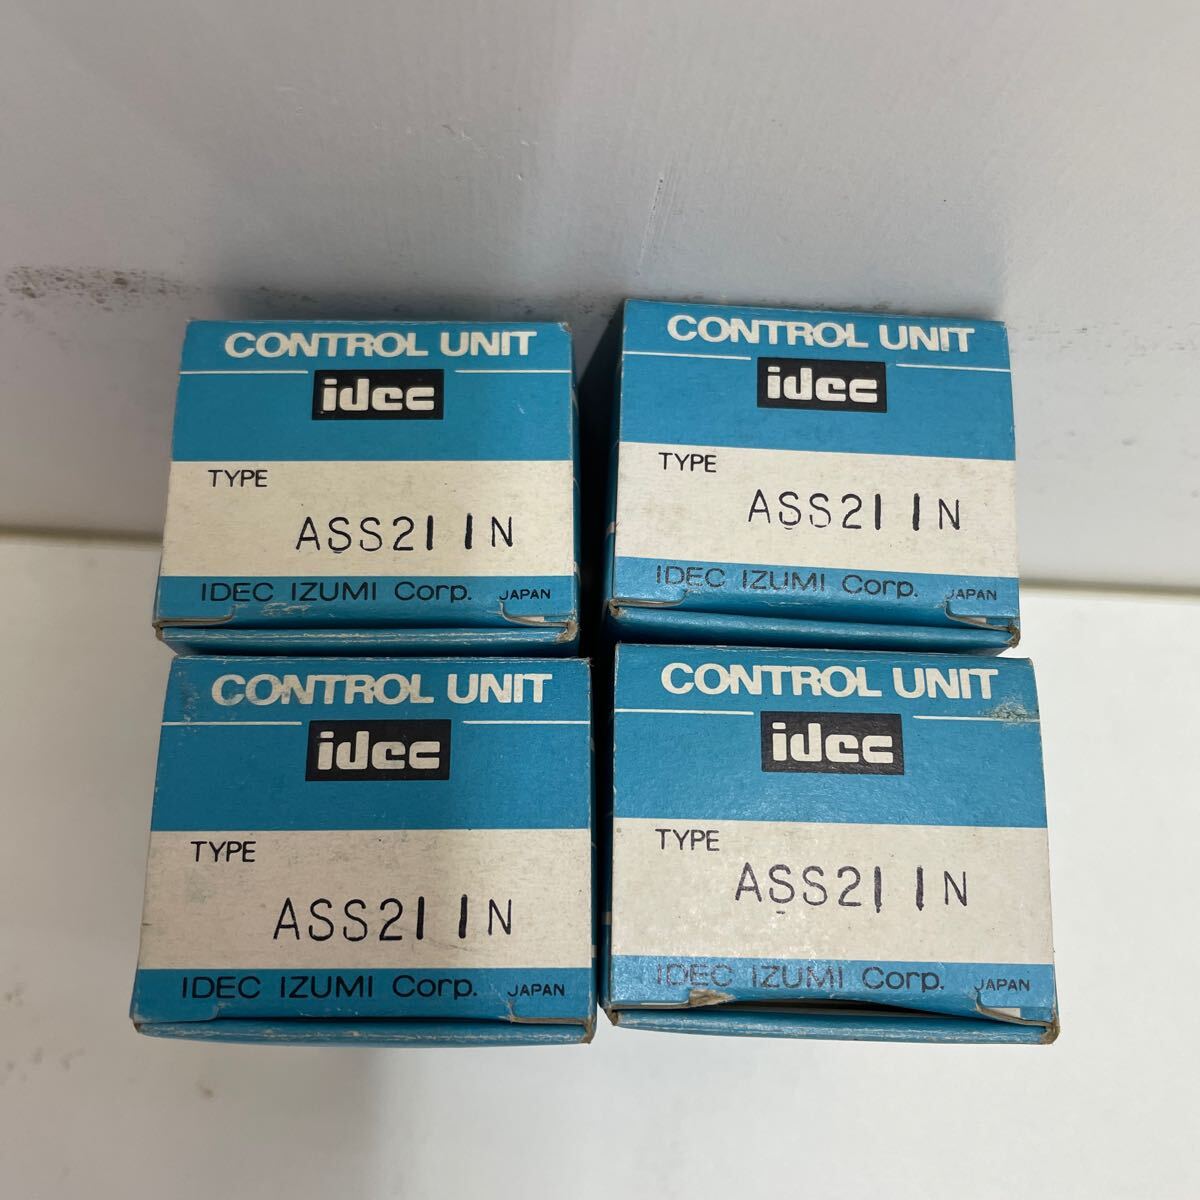 CONTROL UNIT
idec
TYPE
ASS211N
IDEC IZUMI Corp. JAPAN
CONTROL UNIT
idec
TYPE
ASS211N
IDEC IZUMI Corp. JAPAN
CONTROL UNIT
idec
TYPE
ASS211N
IDEC IZUMI Corp. JAPAN
CONTROL UNIT
idec
TYPE
ASS211N
IDEC IZUMI Corp. JAPAN